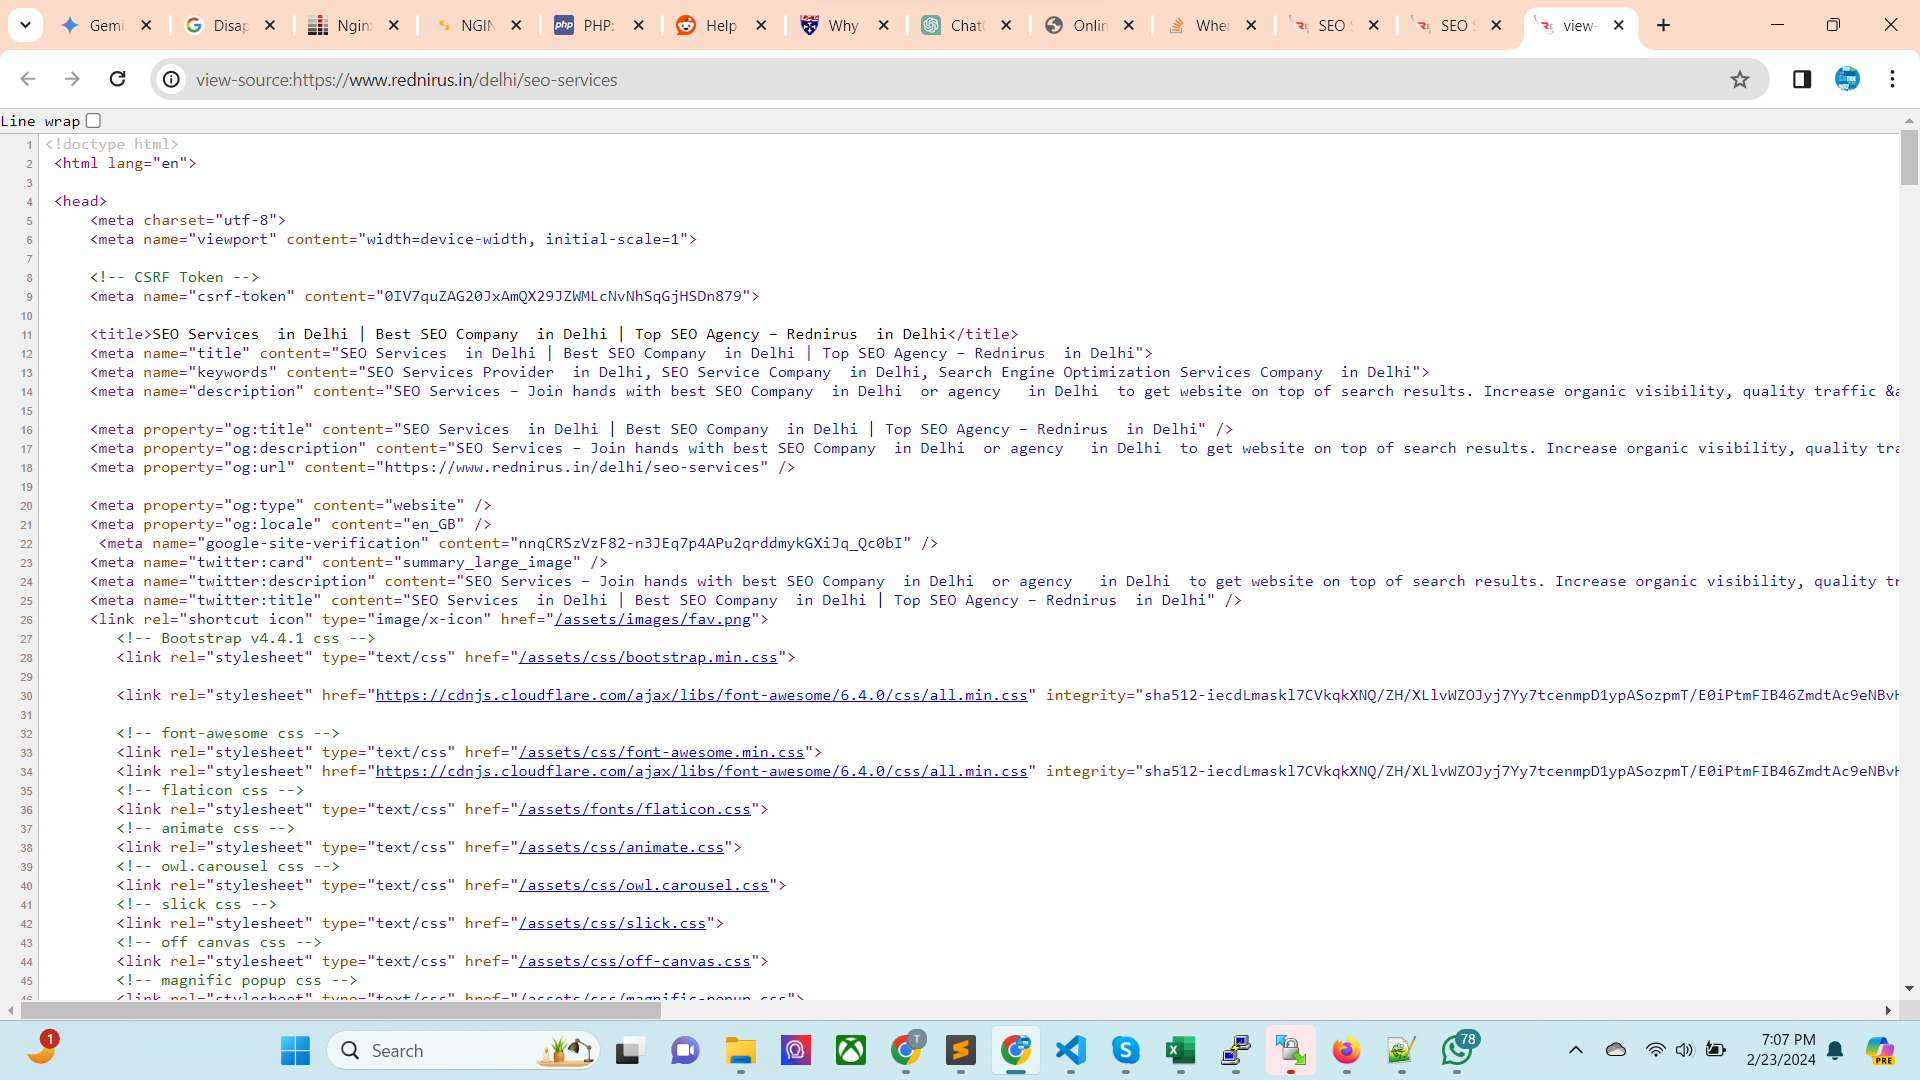 Gemi
Disap
Nginx
NGIN
PHP:
Help
Why
Chat
Onlin
Wher
SEO S
SEO S
view-
view-source:https://www.rednirus.in/delhi/seo-services
Line wrap
1 <!doctype html>
2 <html lang="en">
3
4 <head>
5 <meta charset="utf-8">
6 <meta name="viewport" content="width=device-width, initial-scale=1">
7
8 <!-- CSRF Token -->
9 <meta name="csrf-token" content="0IV7quZAG20JxAmQX29JZWMLcNvNhSqGjHSDn879">
10
11 <title>SEO Services  in Delhi | Best SEO Company  in Delhi | Top SEO Agency - Rednirus  in Delhi</title>
12 <meta name="title" content="SEO Services  in Delhi | Best SEO Company  in Delhi | Top SEO Agency - Rednirus  in Delhi">
13 <meta name="keywords" content="SEO Services Provider  in Delhi, SEO Service Company  in Delhi, Search Engine Optimization Services Company  in Delhi">
14 <meta name="description" content="SEO Services - Join hands with best SEO Company  in Delhi  or agency   in Delhi  to get website on top of search results. Increase organic visibility, quality traffic &a
15
16 <meta property="og:title" content="SEO Services  in Delhi | Best SEO Company  in Delhi | Top SEO Agency - Rednirus  in Delhi" />
17 <meta property="og:description" content="SEO Services - Join hands with best SEO Company  in Delhi  or agency   in Delhi  to get website on top of search results. Increase organic visibility, quality tra
18 <meta property="og:url" content="https://www.rednirus.in/delhi/seo-services" />
19
20 <meta property="og:type" content="website" />
21 <meta property="og:locale" content="en_GB" />
22 <meta name="google-site-verification" content="nnqCRSzVzF82-n3JEq7p4APu2qrddmykGXiJq_Qc0bI" />
23 <meta name="twitter:card" content="summary_large_image" />
24 <meta name="twitter:description" content="SEO Services - Join hands with best SEO Company  in Delhi  or agency   in Delhi  to get website on top of search results. Increase organic visibility, quality tr
25 <meta name="twitter:title" content="SEO Services  in Delhi | Best SEO Company  in Delhi | Top SEO Agency - Rednirus  in Delhi" />
26 <link rel="shortcut icon" type="image/x-icon" href="/assets/images/fav.png">
27 <!-- Bootstrap v4.4.1 css -->
28 <link rel="stylesheet" type="text/css" href="/assets/css/bootstrap.min.css">
29
30 <link rel="stylesheet" href="https://cdnjs.cloudflare.com/ajax/libs/font-awesome/6.4.0/css/all.min.css" integrity="sha512-iecdLmaskl7CVkqkXNQ/ZH/XLlvWZOJyj7Yy7tcenmpD1ypASozpmT/E0iPtmFIB46ZmdtAc9eNBvH
31
32 <!-- font-awesome css -->
33 <link rel="stylesheet" type="text/css" href="/assets/css/font-awesome.min.css">
34 <link rel="stylesheet" href="https://cdnjs.cloudflare.com/ajax/libs/font-awesome/6.4.0/css/all.min.css" integrity="sha512-iecdLmaskl7CVkqkXNQ/ZH/XLlvWZOJyj7Yy7tcenmpD1ypASozpmT/E0iPtmFIB46ZmdtAc9eNBvH
35 <!-- flaticon css -->
36 <link rel="stylesheet" type="text/css" href="/assets/fonts/flaticon.css">
37 <!-- animate css -->
38 <link rel="stylesheet" type="text/css" href="/assets/css/animate.css">
39 <!-- owl.carousel css -->
40 <link rel="stylesheet" type="text/css" href="/assets/css/owl.carousel.css">
41 <!-- slick css -->
42 <link rel="stylesheet" type="text/css" href="/assets/css/slick.css">
43 <!-- off canvas css -->
44 <link rel="stylesheet" type="text/css" href="/assets/css/off-canvas.css">
45 <!-- magnific popup css -->
46 <link rel="stylesheet" type="text/css" href="/assets/css/magnific-popup.css">
1
Search
T
78
7:07 PM
2/23/2024
PRE